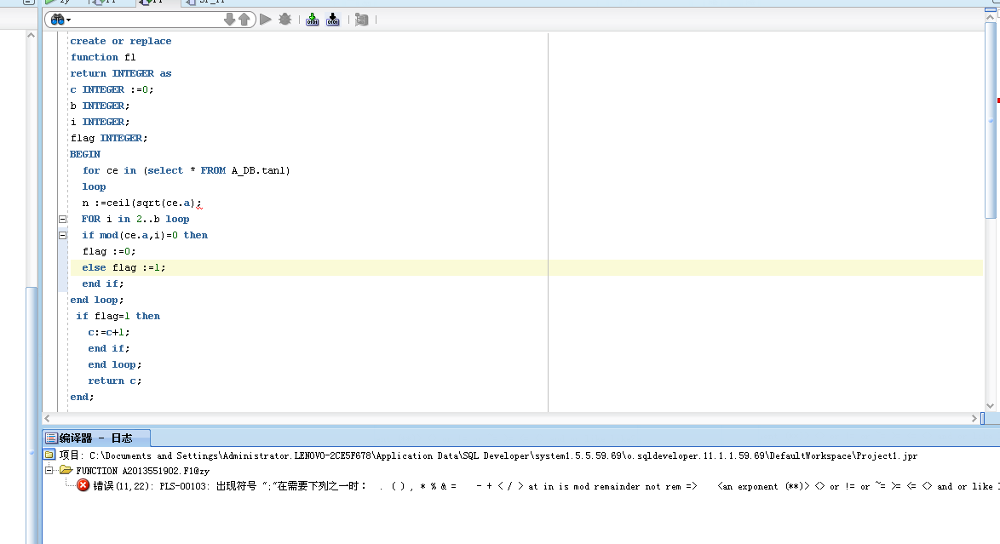 create or replace
function f1
return INTEGER as
c INTEGER :=0;
b INTEGER;
i INTEGER;
flag INTEGER;
BEGIN
for ce in (select * FROM A_DB.tan1)
loop
n :=ceil(sqrt(ce.a);
FOR i in 2..b loop
if mod(ce.a,i)=0 then
flag :=0;
else flag :=1;
end if;
end loop;
if flag=1 then
c:=c+1;
end if;
end loop;
return c;
end;
编译器 - 日志
项目: C:\Documents and Settings\Administrator.LENOVO-2CE5F678\Application Data\SQL Developer\system1.5.5.59.69\o.sqldeveloper.11.1.1.59.69\DefaultWorkspace\Project1.jpr
FUNCTION A2013551902.F1@zy
错误(11,22): PLS-00103: 出现符号 ";"在需要下列之一时： . ( ) , * % & = - + < / > at in is mod remainder not rem => <an exponent (**)> <> or != or ~= >= <= <> and or like